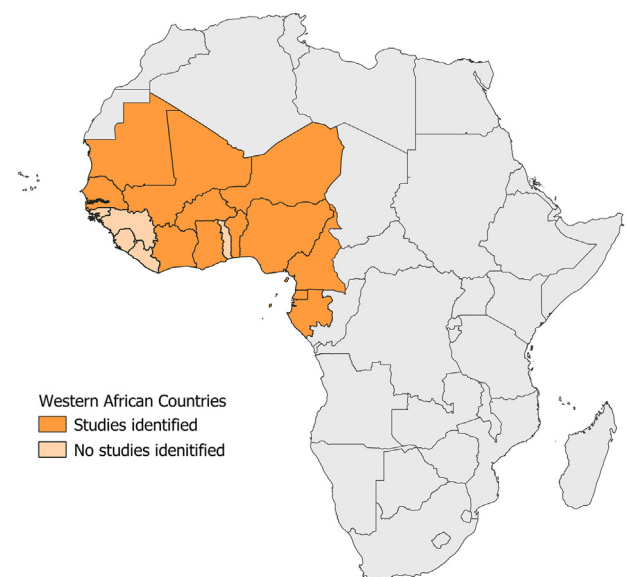 Western African Countries
Studies identified
No studies idenitified